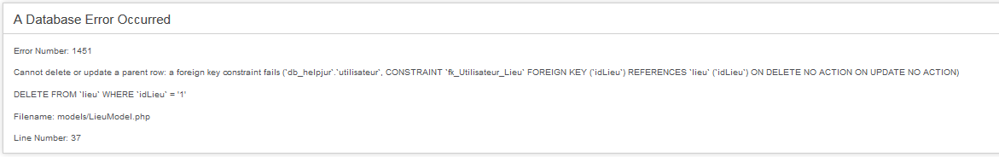 A Database Error Occurred
Error Number: 1451
Cannot delete or update a parent row: a foreign key constraint fails (`db_helpjur`.`utilisateur`, CONSTRAINT `fk_Utilisateur_Lieu` FOREIGN KEY (`idLieu`) REFERENCES `lieu` (`idLieu`) ON DELETE NO ACTION ON UPDATE NO ACTION)
DELETE FROM `lieu` WHERE `idLieu` = '1'
Filename: models/LieuModel.php
Line Number: 37